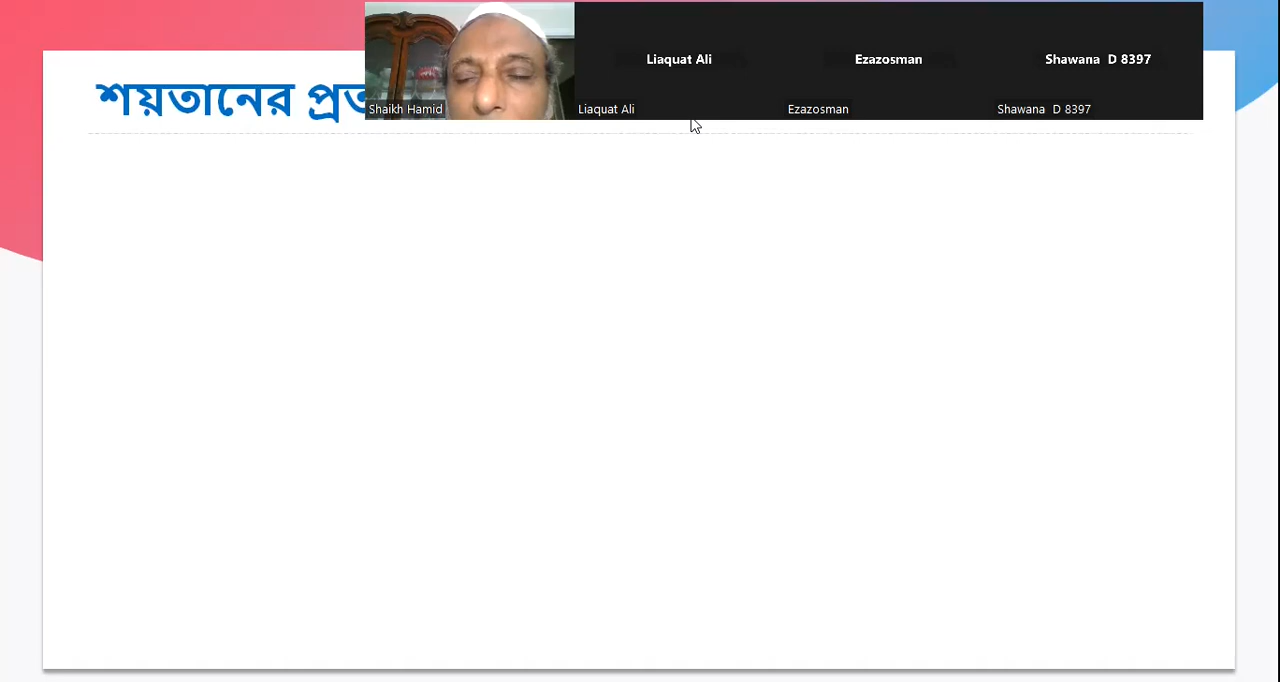 শয়তানের
Liaquat Ali Ezazosman Shawana D 8397
Shaikh Hamid Liaquat Ali Ezazosman Shawana D 8397